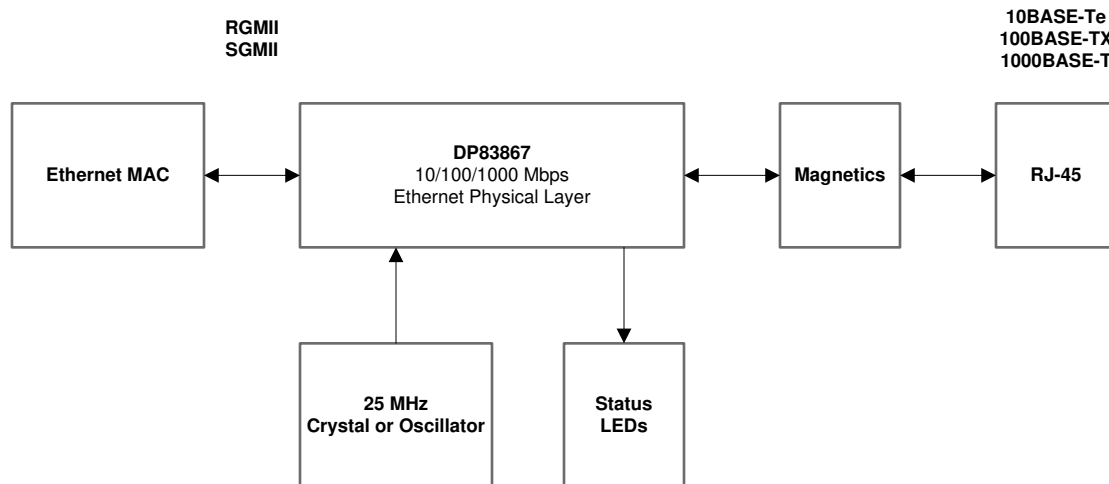 RGMII
SGMII
10BASE-Te
100BASE-TX
1000BASE-T
Ethernet MAC
DP83867
10/100/1000 Mbps
Ethernet Physical Layer
Magnetics
RJ-45
25 MHz
Crystal or Oscillator
Status
LEDs